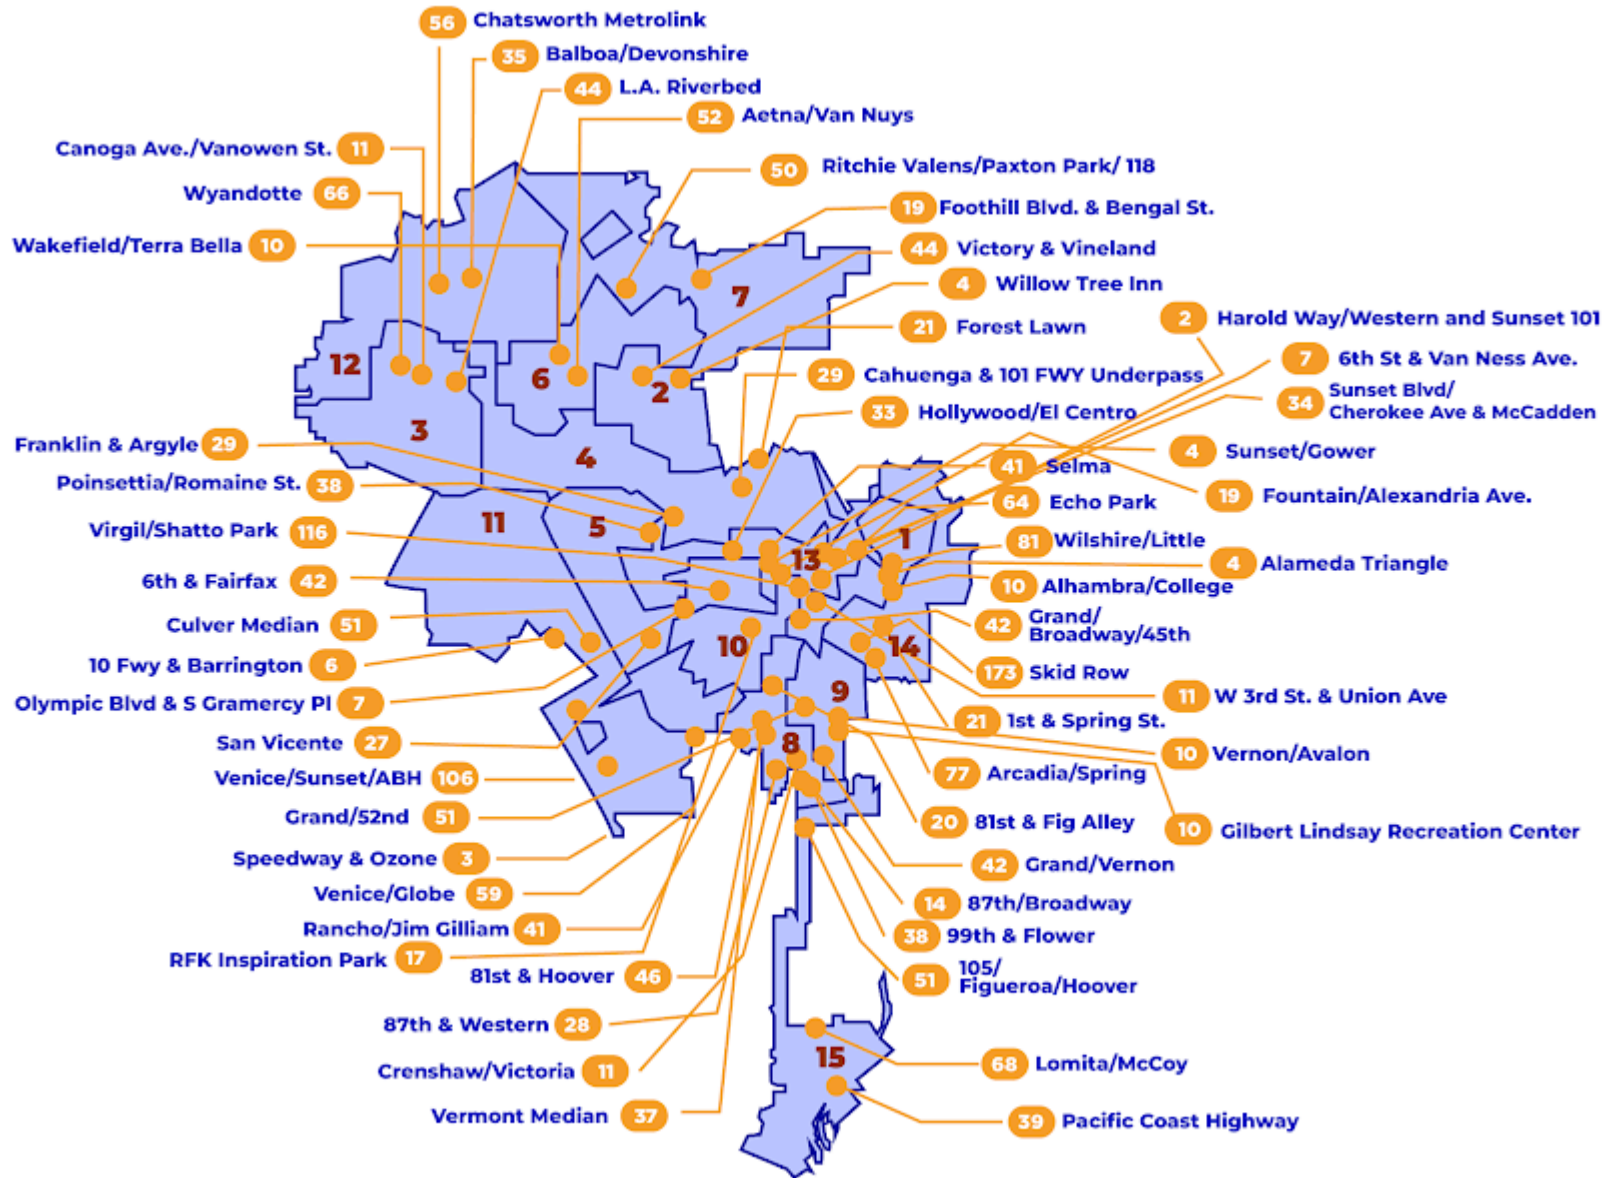 56 Chatsworth Metrolink
35 Balboa/Devonshire
44 L.A. Riverbed
52 Aetna/Van Nuys
Canoga Ave./Vanowen St. 11
50 Ritchie Valens/Paxton Park/ 118
Wyandotte 66
19 Foothill Blvd. & Bengal St.
Wakefield/Terra Bella 10
44 Victory & Vineland
4 Willow Tree Inn
7
2 Harold Way/Western and Sunset 101
21 Forest Lawn
7 6th St & Van Ness Ave.
12
6
2
29 Cahuenga & 101 FWY Underpass
34 Sunset Blvd/
Cherokee Ave & McCadden
33 Hollywood/El Centro
3
Franklin & Argyle 29
4
4 Sunset/Gower
41 Selma
Poinsettia/Romaine St. 38
19 Fountain/Alexandria Ave.
64 Echo Park
11
5
Virgil/Shatto Park 116
1
81 Wilshire/Little
13
4 Alameda Triangle
6th & Fairfax 42
10 Alhambra/College
Culver Median 51
42 Grand/
Broadway/45th
10
14
10 Fwy & Barrington 6
173 Skid Row
Olympic Blvd & S Gramercy Pl 7
9
11 W 3rd St. & Union Ave
21 1st & Spring St.
San Vicente 27
8
10 Vernon/Avalon
Venice/Sunset/ABH 106
77 Arcadia/Spring
Grand/52nd 51
20 81st & Fig Alley
10 Gilbert Lindsay Recreation Center
Speedway & Ozone 3
42 Grand/Vernon
Venice/Globe 59
14 87th/Broadway
Rancho/Jim Gilliam 41
38 99th & Flower
RFK Inspiration Park 17
81st & Hoover 46
51 105/
Figueroa/Hoover
87th & Western 28
15
68 Lomita/McCoy
Crenshaw/Victoria 11
Vermont Median 37
39 Pacific Coast Highway